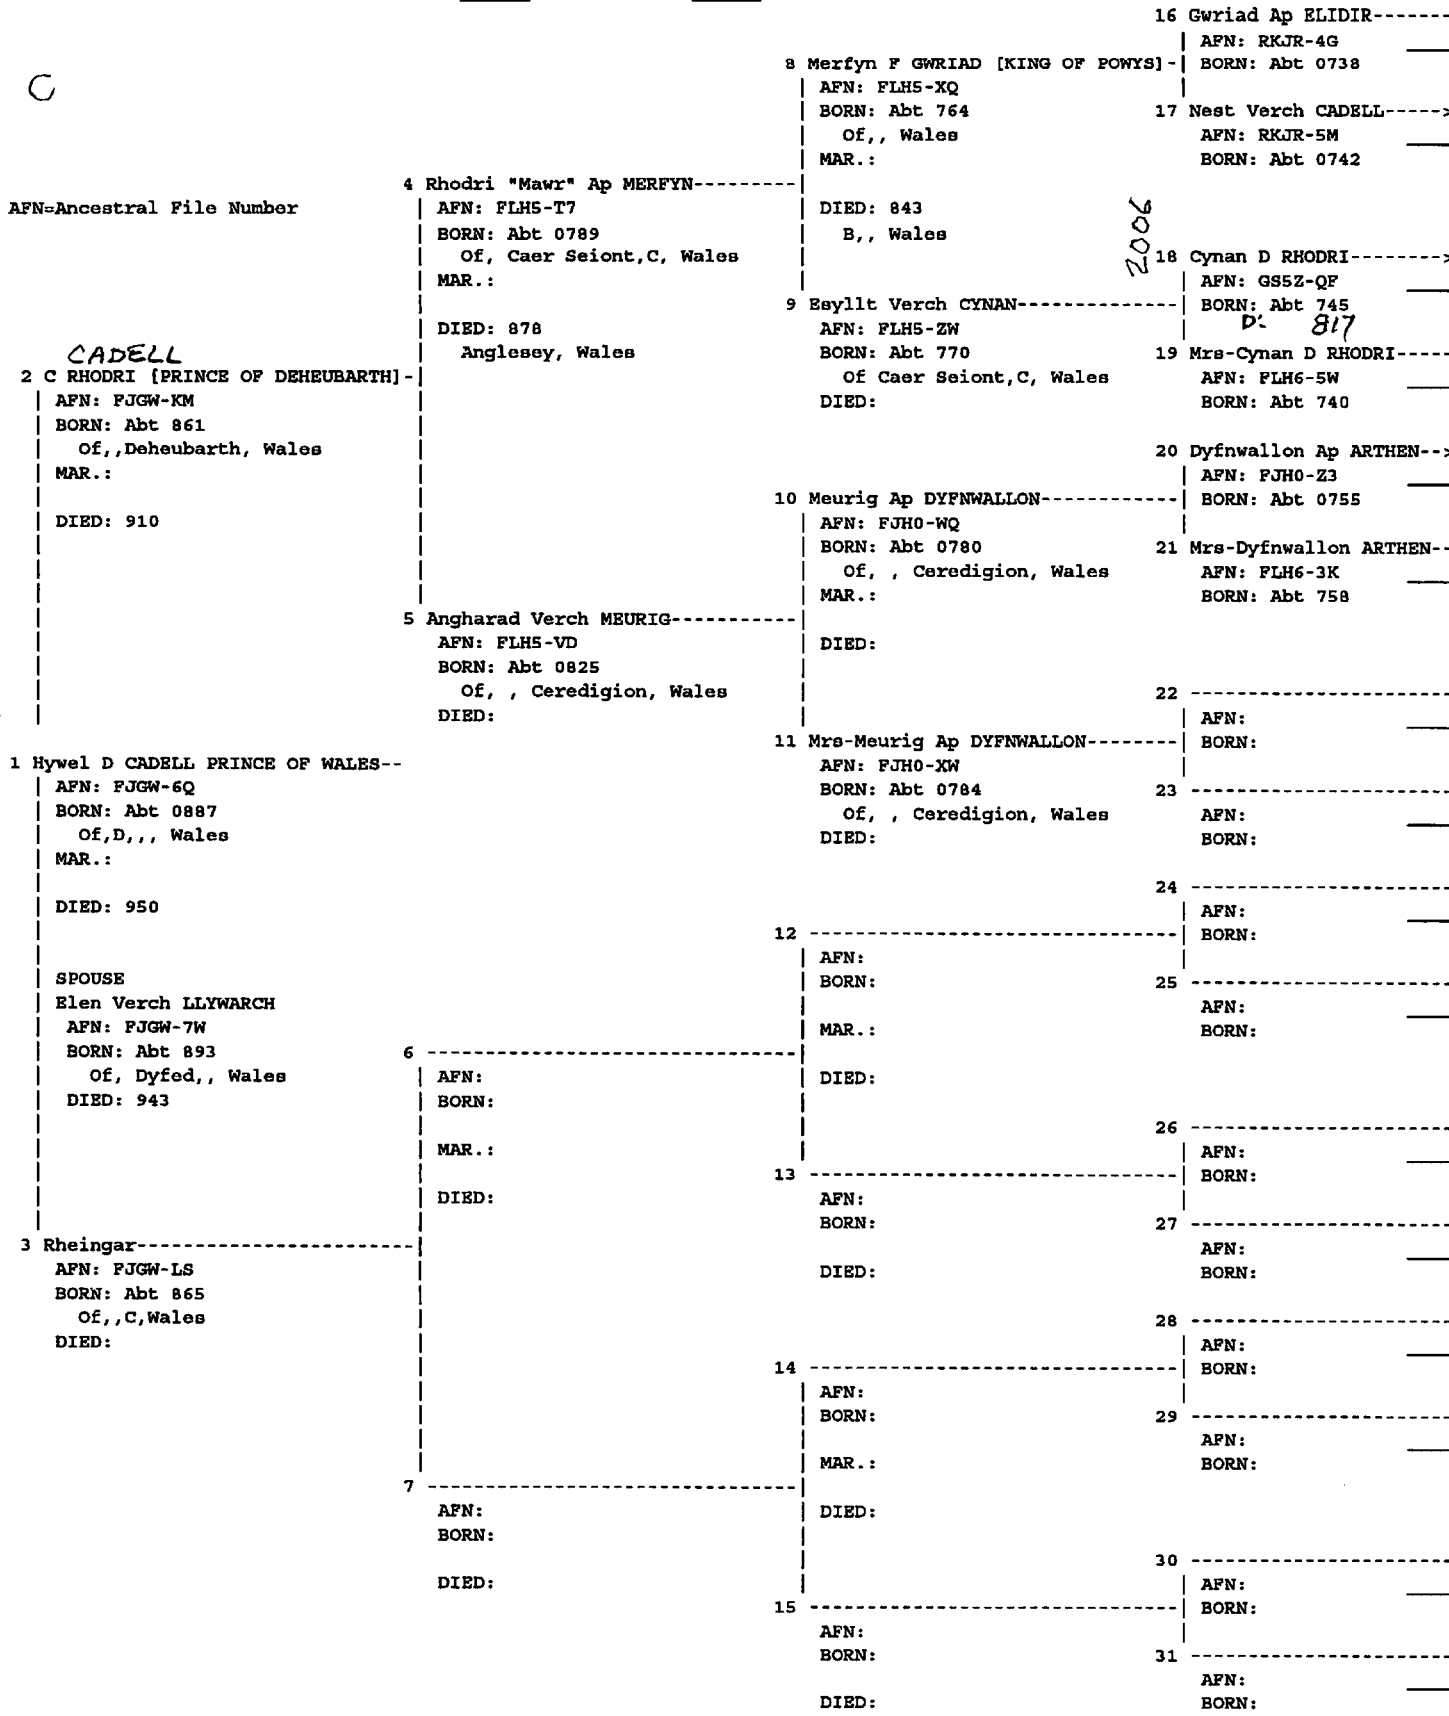 C
AFN=Ancestral File Number
1 Hywel D CADELL PRINCE OF WALES--
AFN: FJGW-6Q
BORN: Abt 0887
Of,D,,, Wales
MAR.:
DIED: 950
SPOUSE
Elen Verch LLYWARCH
AFN: FJGW-7W
BORN: Abt 893
Of, Dyfed,, Wales
DIED: 943
CADELL
2 C RHODRI [PRINCE OF DEHEUBARTH]-
AFN: FJGW-KM
BORN: Abt 861
Of,,Deheubarth, Wales
MAR.:
DIED: 910
3 Rheingar-----------------------
AFN: FJGW-LS
BORN: Abt 865
Of,,C,Wales
DIED:
4 Rhodri "Mawr" Ap MERFYN---------
AFN: FLH5-T7
BORN: Abt 0789
Of, Caer Seiont,C, Wales
MAR.:
DIED: 878
Anglesey, Wales
5 Angharad Verch MEURIG-----------
AFN: FLH5-VD
BORN: Abt 0825
Of, , Ceredigion, Wales
DIED:
6 -------------------------------
AFN:
BORN:
MAR.:
DIED:
7 -------------------------------
AFN:
BORN:
DIED:
8 Merfyn F GWRIAD [KING OF POWYS]-
AFN: FLH5-XQ
BORN: Abt 764
Of,, Wales
MAR.:
DIED: 843
B,, Wales
9 Esyllt Verch CYNAN-------------
AFN: FLH5-ZW
BORN: Abt 770
Of Caer Seiont,C, Wales
DIED:
10 Meurig Ap DYFNWALLON-----------
AFN: FJH0-WQ
BORN: Abt 0780
Of, , Ceredigion, Wales
MAR.:
DIED:
11 Mrs-Meurig Ap DYFNWALLON--------
AFN: FJH0-XW
BORN: Abt 0784
Of, , Ceredigion, Wales
DIED:
12 -------------------------------
AFN:
BORN:
MAR.:
DIED:
13 -------------------------------
AFN:
BORN:
DIED:
14 -------------------------------
AFN:
BORN:
MAR.:
DIED:
15 -------------------------------
AFN:
BORN:
DIED:
16 Gwriad Ap ELIDIR-------
AFN: RKJR-4G
BORN: Abt 0738
17 Nest Verch CADELL----->
AFN: RKJR-5M
BORN: Abt 0742
2006
18 Cynan D RHODRI-------->
AFN: GS5Z-QF
BORN: Abt 745
D: 817
19 Mrs-Cynan D RHODRI-----
AFN: FLH6-5W
BORN: Abt 740
20 Dyfnwallon Ap ARTHEN-->
AFN: FJH0-Z3
BORN: Abt 0755
21 Mrs-Dyfnwallon ARTHEN--
AFN: FLH6-3K
BORN: Abt 758
22 ----------------------
AFN:
BORN:
23 ----------------------
AFN:
BORN:
24 ----------------------
AFN:
BORN:
25 ----------------------
AFN:
BORN:
26 ----------------------
AFN:
BORN:
27 ----------------------
AFN:
BORN:
28 ----------------------
AFN:
BORN:
29 ----------------------
AFN:
BORN:
30 ----------------------
AFN:
BORN:
31 ----------------------
AFN:
BORN: